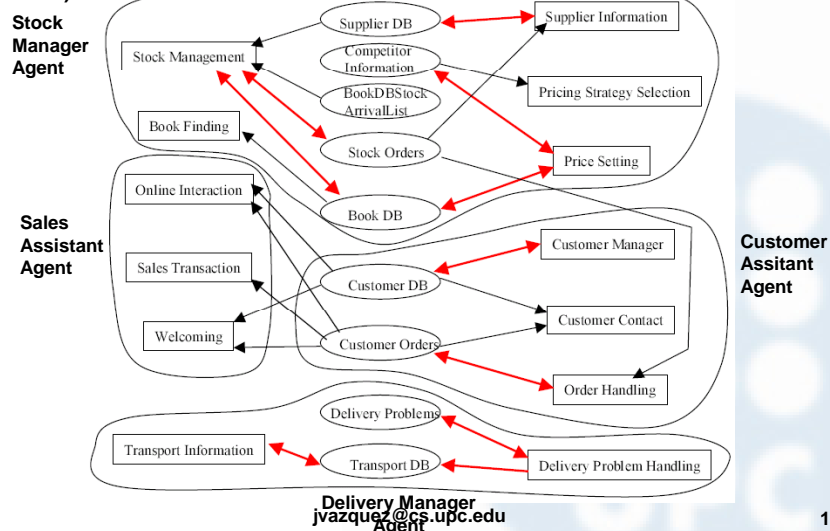 Stock
Manager
Agent
Supplier DB
Supplier Information
Stock Management
Competitor
Information
BookDBStock
ArrivalList
Pricing Strategy Selection
Book Finding
Stock Orders
Price Setting
Online Interaction
Book DB
Sales
Assistant
Agent
Customer Manager
Customer
Assitant
Agent
Sales Transaction
Customer DB
Customer Contact
Welcoming
Customer Orders
Order Handling
Delivery Problems
Transport Information
Transport DB
Delivery Problem Handling
Delivery Manager
Agent
jvazquez@cs.upc.edu
1